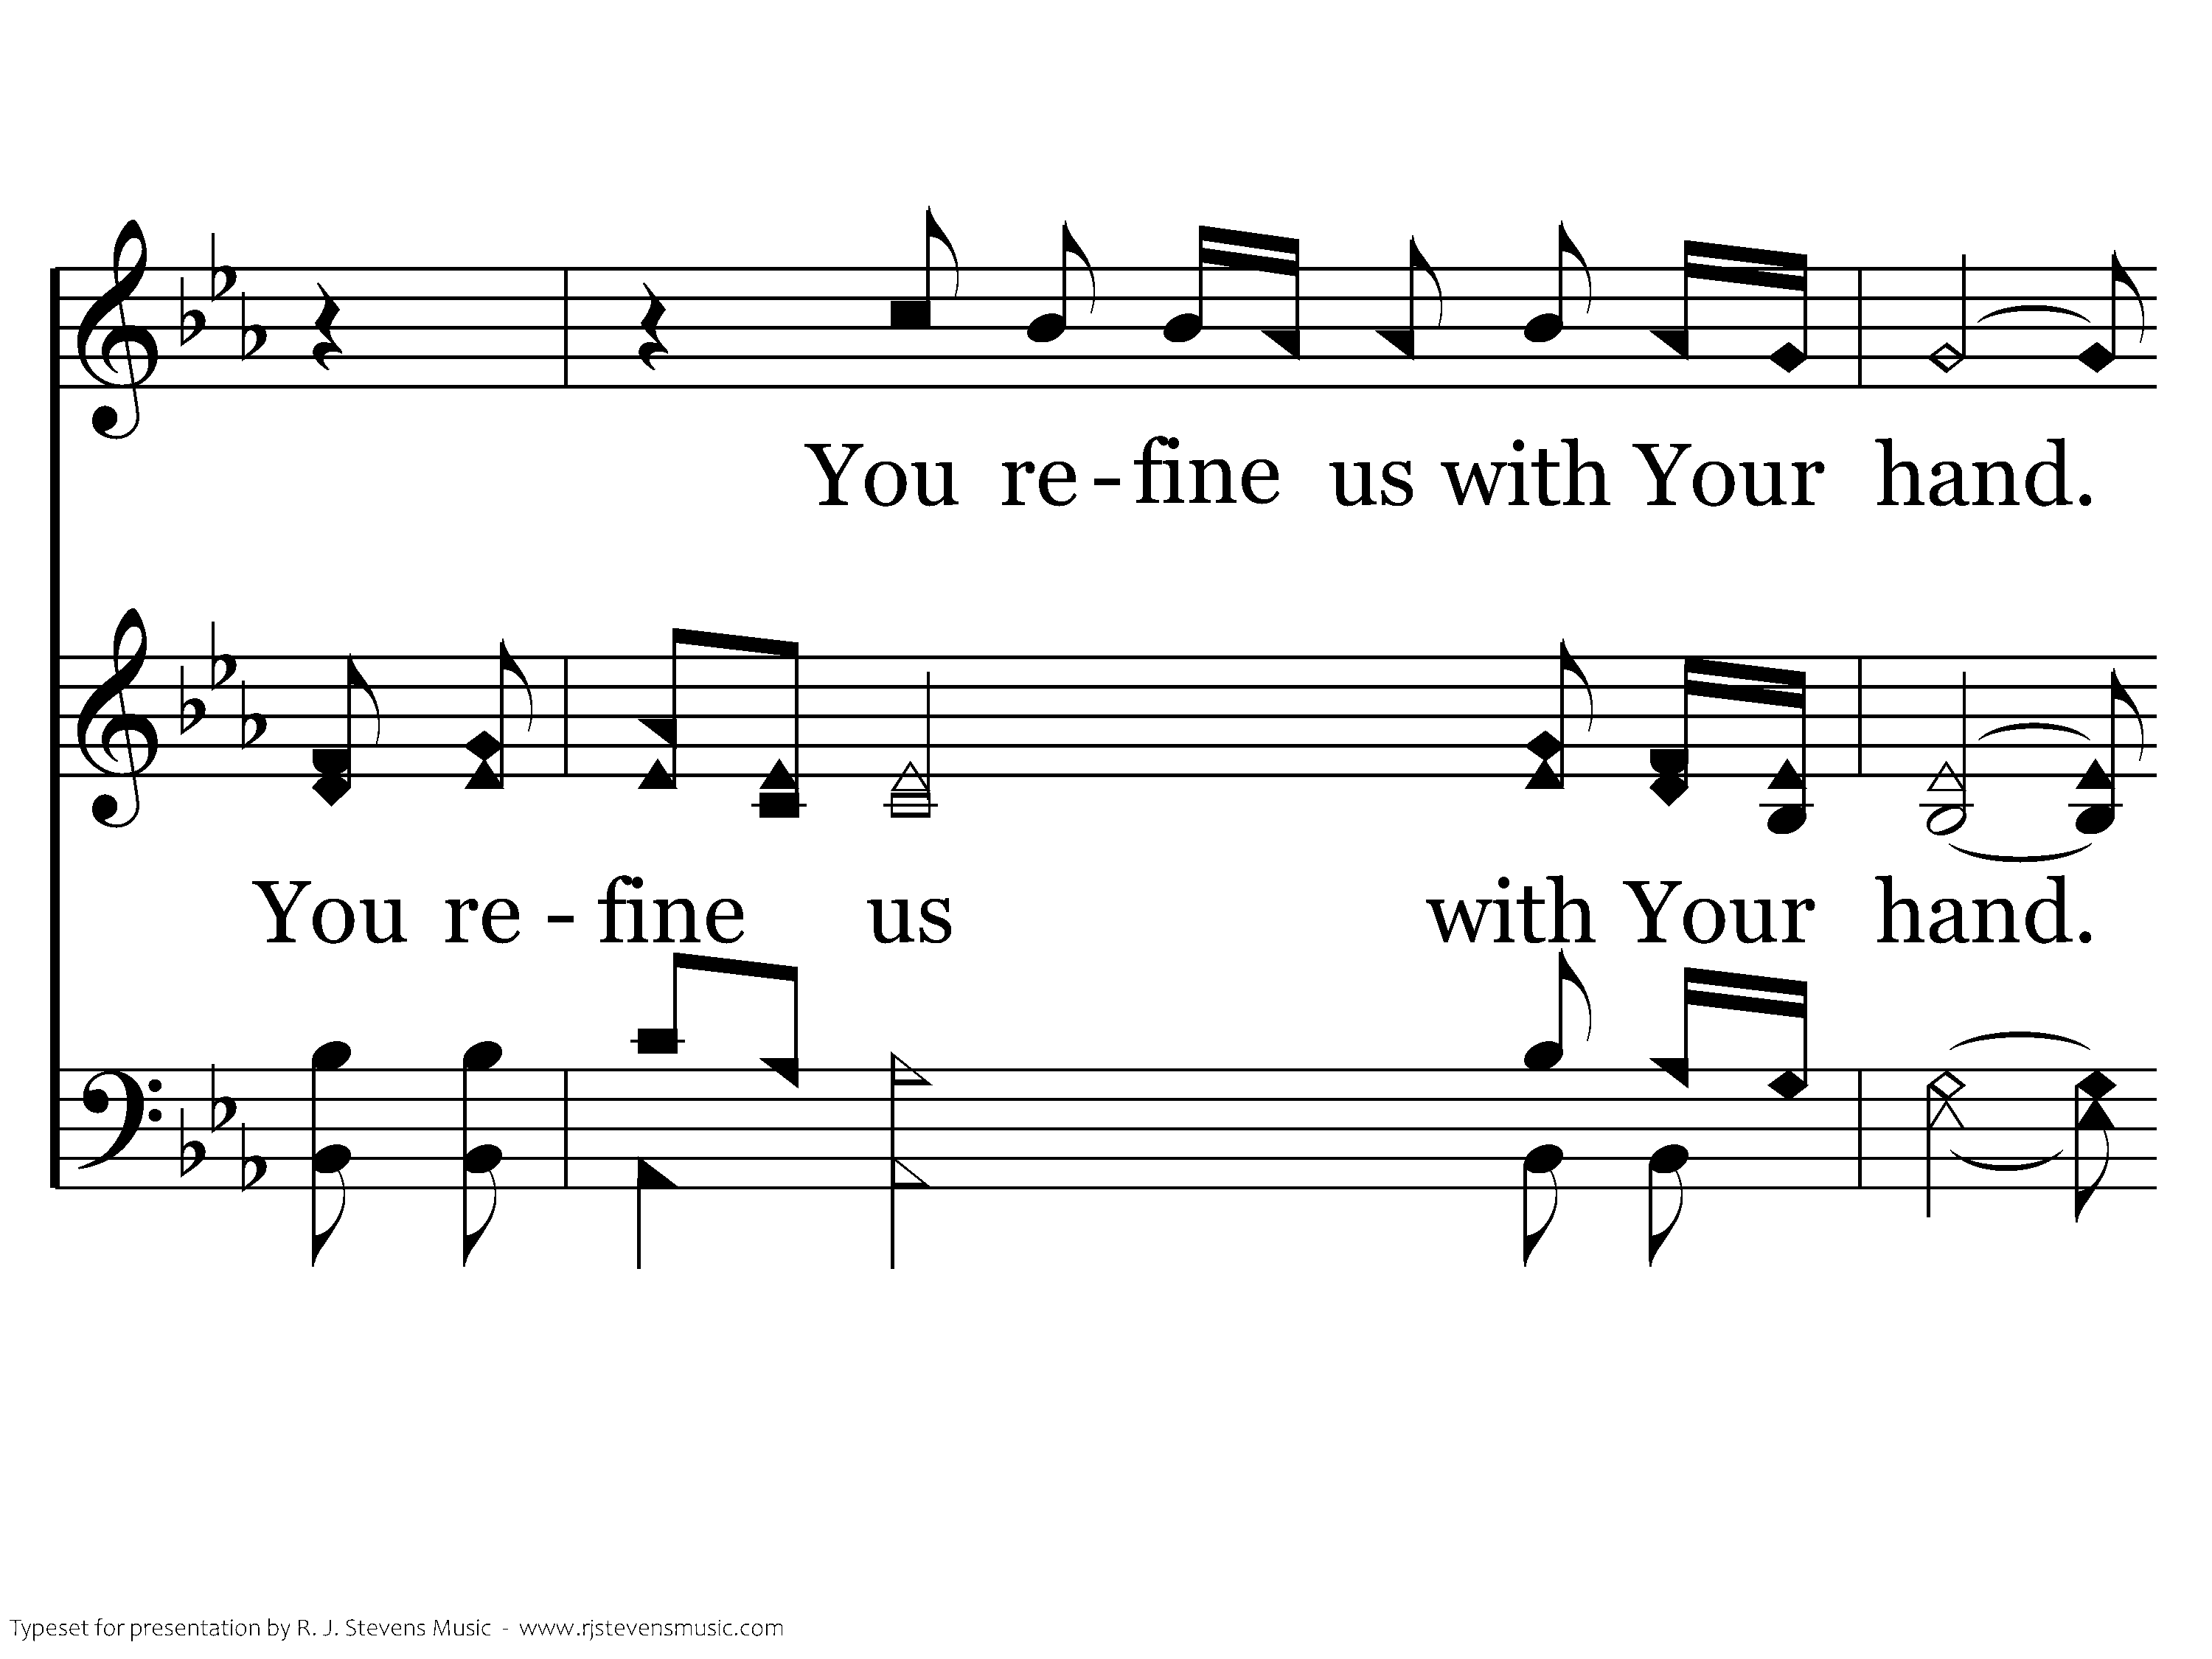 You re - fine us with Your hand.
You re - fine us with Your hand.
Typeset for presentation by R. J. Stevens Music - www.rjstevensmusic.com